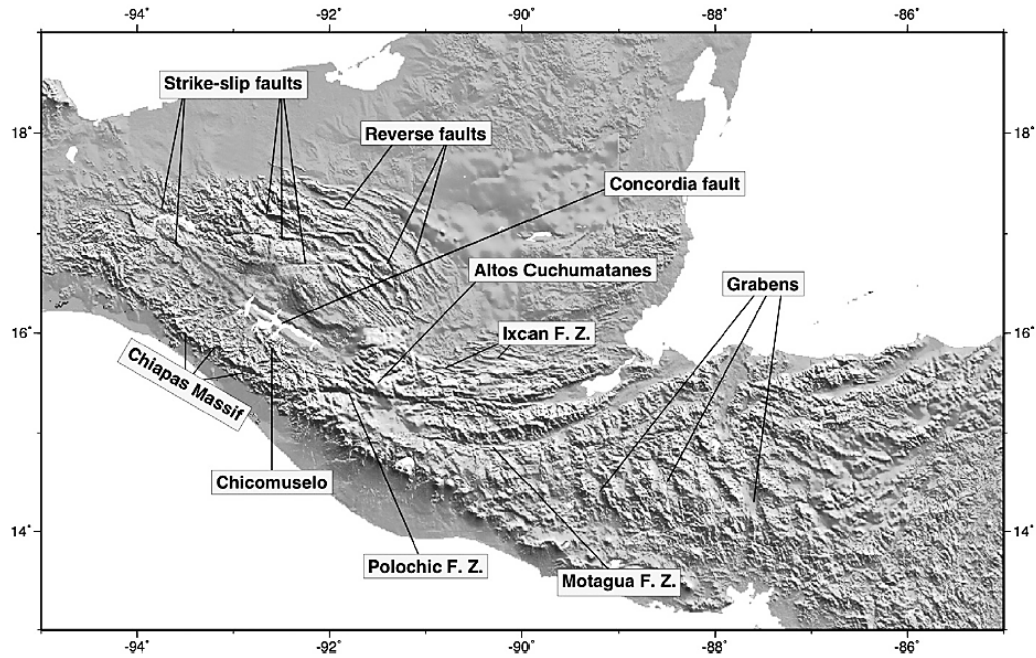 -94° -92° -90° -88° -86°
Strike-slip faults
18° 18°
Reverse faults
Concordia fault
Altos Cuchumatanes
Grabens
16° 16°
Ixcan F. Z.
Chiapas Massif
Chicomuselo
14° 14°
Polochic F. Z.
Motagua F. Z.
-94° -92° -90° -88° -86°